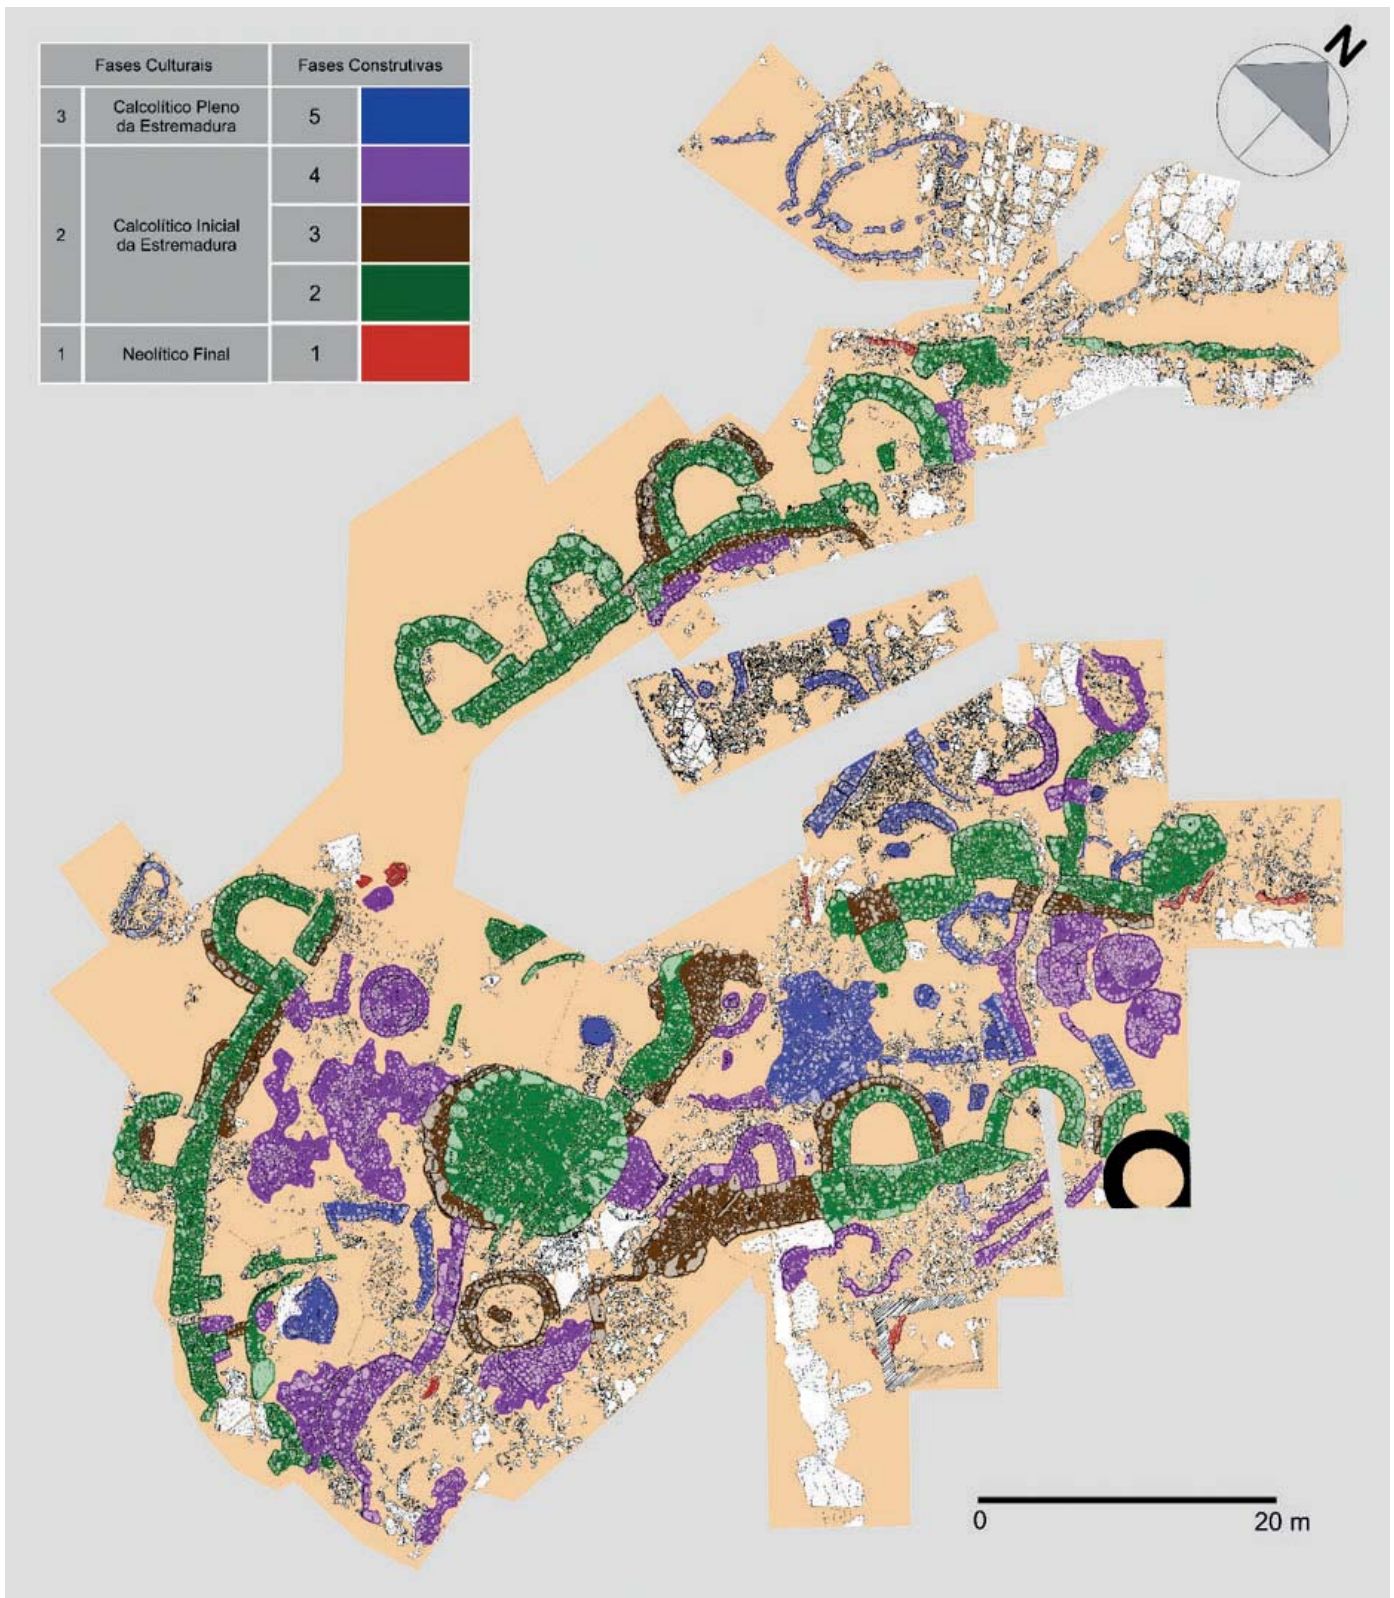 Fases Culturais Fases Construtivas
3 Calcolítico Pleno
da Estremadura 5
4
2 Calcolítico Inicial
da Estremadura 3
2
1 Neolítico Final 1
N
0 20 m